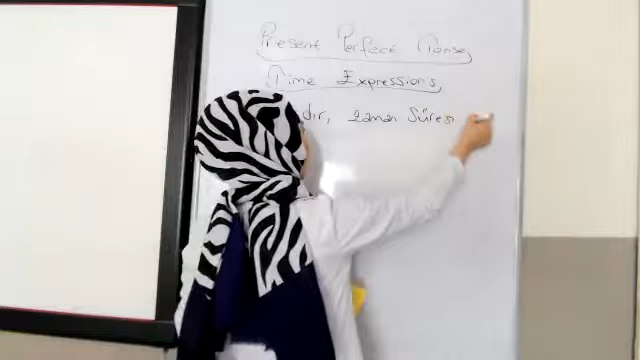 Present Perfect Tense
Time Expressions
dır, zaman Süresi